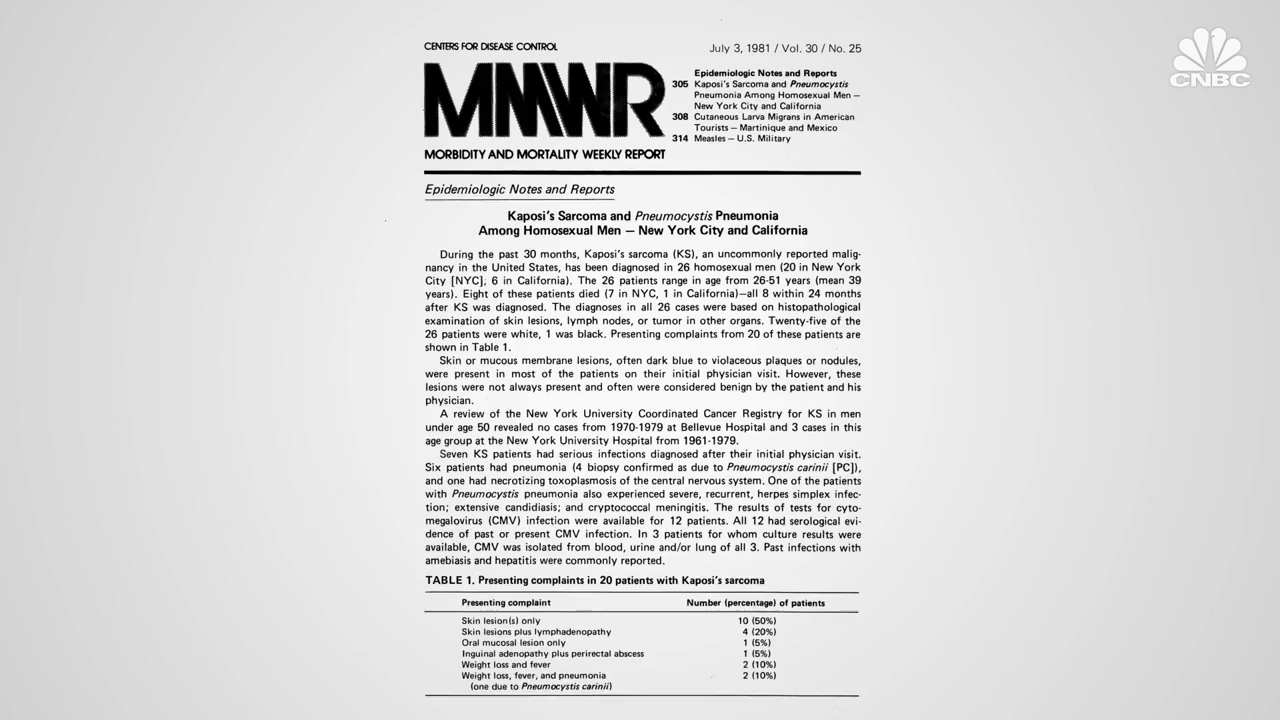 CENTERS FOR DISEASE CONTROL
July 3, 1981 / Vol. 30 / No. 25
MMWR
MORBIDITY AND MORTALITY WEEKLY REPORT
Epidemiologic Notes and Reports
305 Kaposi's Sarcoma and Pneumocystis
Pneumonia Among Homosexual Men –
New York City and California
308 Cutaneous Larva Migrans in American
Tourists – Martinique and Mexico
314 Measles – U.S. Military
CNBC
Epidemiologic Notes and Reports
Kaposi's Sarcoma and Pneumocystis Pneumonia
Among Homosexual Men – New York City and California
During the past 30 months, Kaposi's sarcoma (KS), an uncommonly reported malig-
nancy in the United States, has been diagnosed in 26 homosexual men (20 in New York
City [NYC]; 6 in California). The 26 patients range in age from 26-51 years (mean 39
years). Eight of these patients died (7 in NYC, 1 in California)—all 8 within 24 months
after KS was diagnosed. The diagnoses in all 26 cases were based on histopathological
examination of skin lesions, lymph nodes, or tumor in other organs. Twenty-five of the
26 patients were white, 1 was black. Presenting complaints from 20 of these patients are
shown in Table 1.
Skin or mucous membrane lesions, often dark blue to violaceous plaques or nodules,
were present in most of the patients on their initial physician visit. However, these
lesions were not always present and often were considered benign by the patient and his
physician.
A review of the New York University Coordinated Cancer Registry for KS in men
under age 50 revealed no cases from 1970-1979 at Bellevue Hospital and 3 cases in this
age group at the New York University Hospital from 1961-1979.
Seven KS patients had serious infections diagnosed after their initial physician visit.
Six patients had pneumonia (4 biopsy confirmed as due to Pneumocystis carinii [PC]),
and one had necrotizing toxoplasmosis of the central nervous system. One of the patients
with Pneumocystis pneumonia also experienced severe, recurrent, herpes simplex infec-
tion; extensive candidiasis; and cryptococcal meningitis. The results of tests for cyto-
megalovirus (CMV) infection were available for 12 patients. All 12 had serological evi-
dence of past or present CMV infection. In 3 patients for whom culture results were
available, CMV was isolated from blood, urine and/or lung of all 3. Past infections with
amebiasis and hepatitis were commonly reported.
TABLE 1. Presenting complaints in 20 patients with Kaposi's sarcoma
Presenting complaint Number (percentage) of patients
Skin lesion(s) only 10 (50%)
Skin lesions plus lymphadenopathy 4 (20%)
Oral mucosal lesion only 1 (5%)
Inguinal adenopathy plus perirectal abscess 1 (5%)
Weight loss and fever 2 (10%)
Weight loss, fever, and pneumonia 2 (10%)
(one due to Pneumocystis carinii)